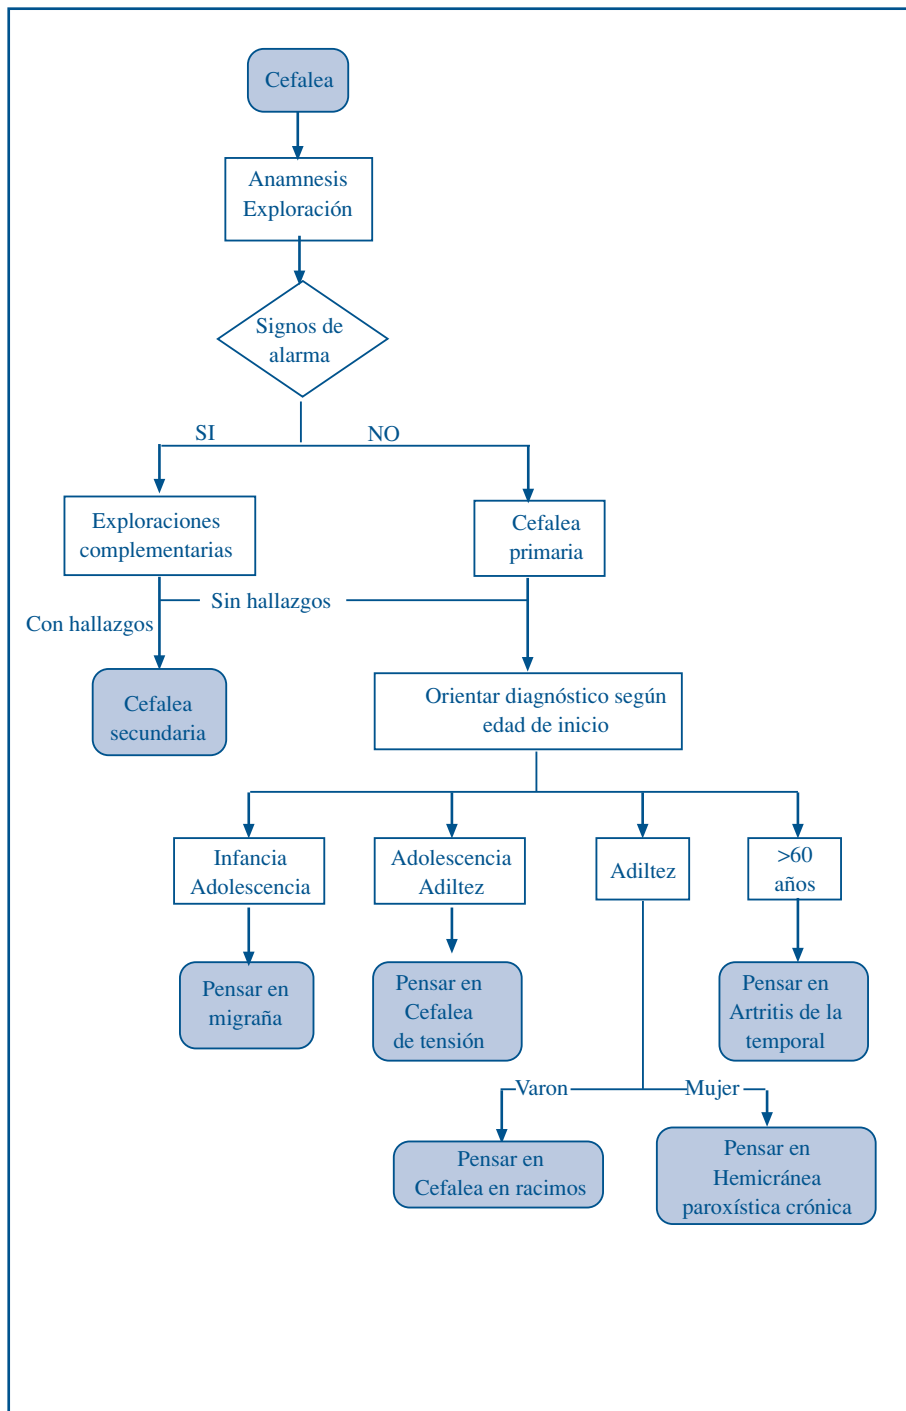 Cefalea
Anamnesis
Exploración
Signos de
alarma
SI
NO
Exploraciones
complementarias
Cefalea
primaria
Sin hallazgos
Con hallazgos
Cefalea
secundaria
Orientar diagnóstico según
edad de inicio
Infancia
Adolescencia
Adolescencia
Adiltez
Adiltez
>60
años
Pensar en
migraña
Pensar en
Cefalea
de tensión
Pensar en
Artritis de la
temporal
Varon
Mujer
Pensar en
Cefalea en racimos
Pensar en
Hemicránea
paroxística crónica